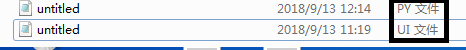 untitled 2018/9/13 12:14 PY 文件
untitled 2018/9/13 11:19 UI 文件